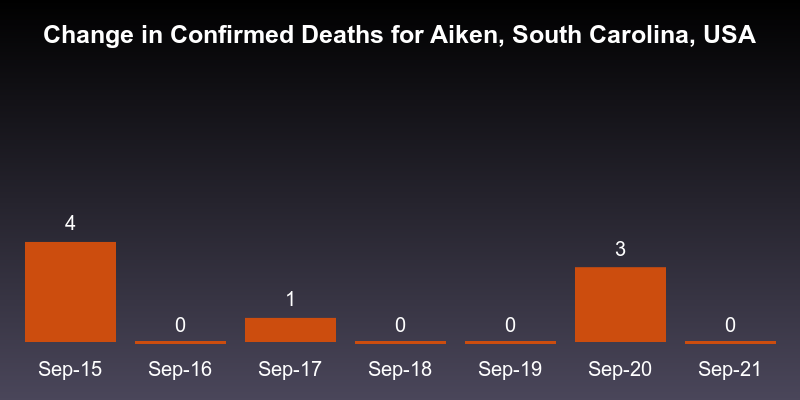 Change in Confirmed Deaths for Aiken, South Carolina, USA
4
0
1
0
0
3
0
Sep-15
Sep-16
Sep-17
Sep-18
Sep-19
Sep-20
Sep-21